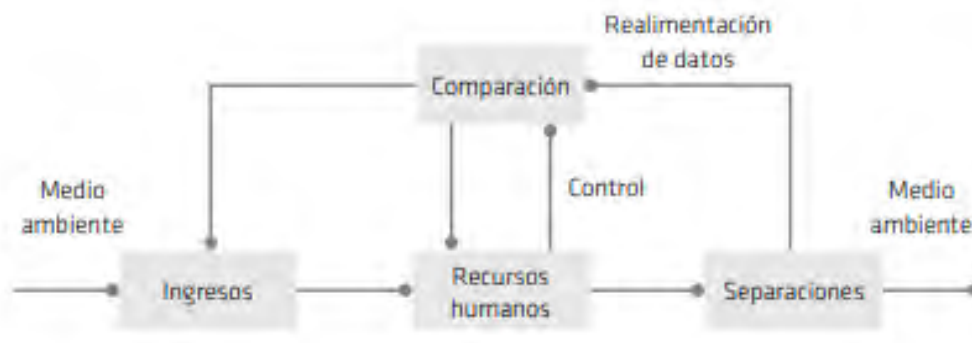 Realimentación
de datos
Comparación
Control
Medio
ambiente
Medio
ambiente
Ingresos
Recursos
humanos
Separaciones